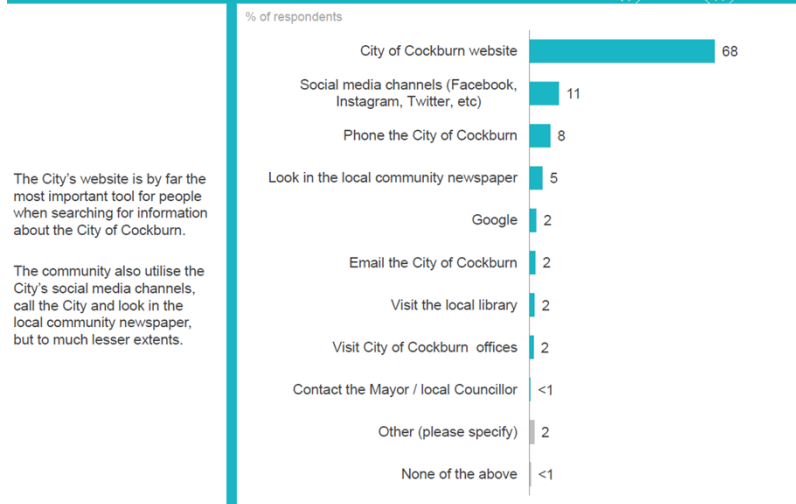 % of respondents
City of Cockburn website
68
Social media channels (Facebook,
Instagram, Twitter, etc)
11
Phone the City of Cockburn
8
Look in the local community newspaper
5
Google
2
Email the City of Cockburn
2
Visit the local library
2
Visit City of Cockburn offices
2
Contact the Mayor / local Councillor
<1
Other (please specify)
2
None of the above
<1
The City's website is by far the
most important tool for people
when searching for information
about the City of Cockburn.
The community also utilise the
City's social media channels,
call the City and look in the
local community newspaper,
but to much lesser extents.